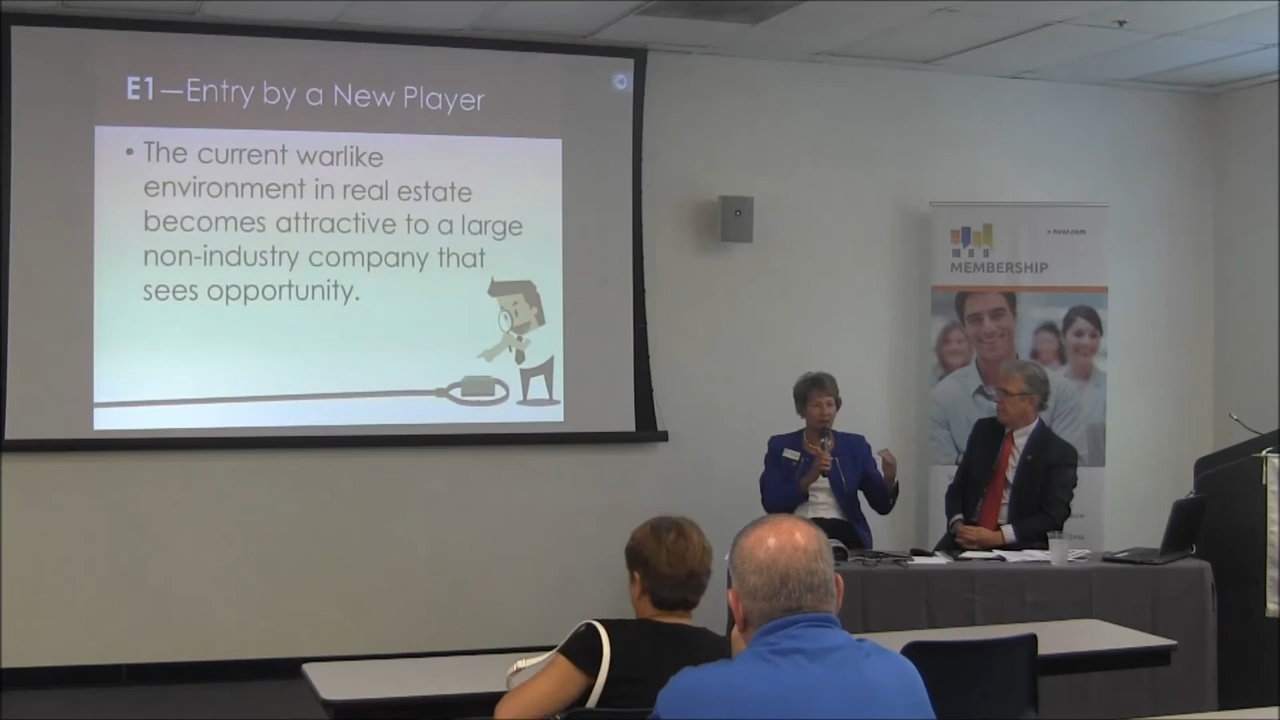 E1—Entry by a New Player
• The current warlike
environment in real estate
becomes attractive to a large
non-industry company that
sees opportunity.
MEMBERSHIP